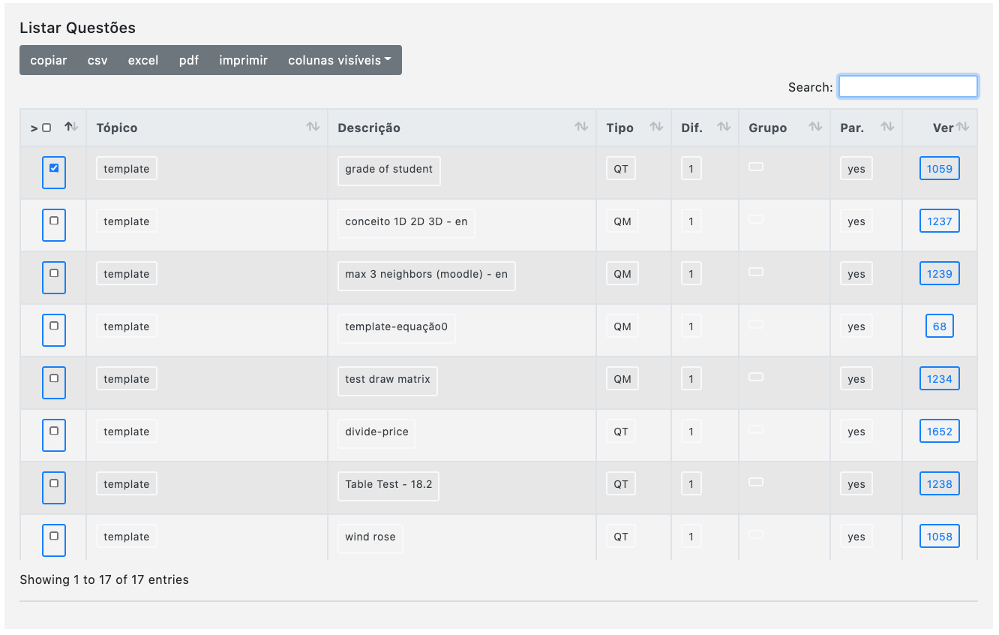 Listar Questões
copiar csv excel pdf imprimir colunas visíveis
Search:
> Tópico Descrição Tipo Dif. Grupo Par. Ver
template grade of student QT 1 yes 1059
template conceito 1D 2D 3D - en QM 1 yes 1237
template max 3 neighbors (moodle) - en QM 1 yes 1239
template template-equação0 QM 1 yes 68
template test draw matrix QM 1 yes 1234
template divide-price QT 1 yes 1652
template Table Test - 18.2 QT 1 yes 1238
template wind rose QT 1 yes 1058
Showing 1 to 17 of 17 entries